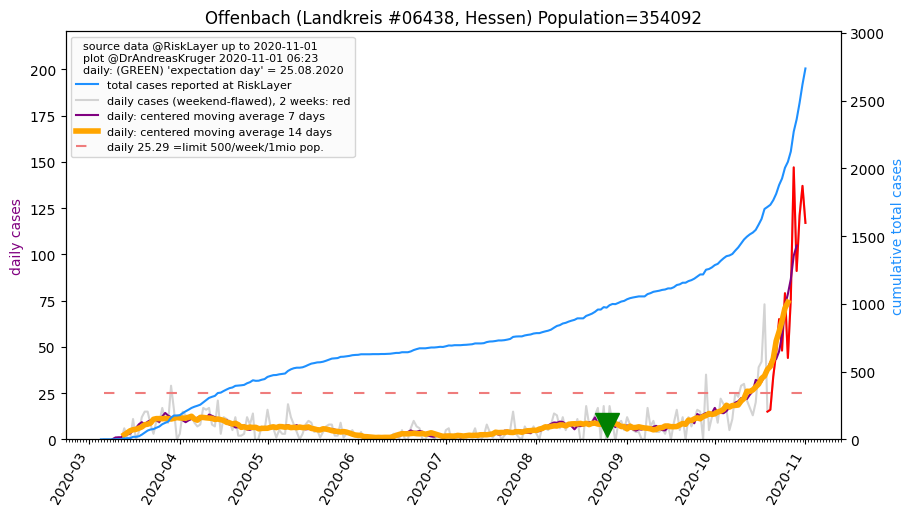 Offenbach (Landkreis #06438, Hessen) Population=354092
source data @RiskLayer up to 2020-11-01
plot @DrAndreasKruger 2020-11-01 06:23
daily: (GREEN) 'expectation day' = 25.08.2020
total cases reported at RiskLayer
daily cases (weekend-flawed), 2 weeks: red
daily: centered moving average 7 days
daily: centered moving average 14 days
daily 25.29 =limit 500/week/1mio pop.
daily cases
200
175
150
125
100
75
50
25
0
cumulative total cases
3000
2500
2000
1500
1000
500
0
2020-03
2020-04
2020-05
2020-06
2020-07
2020-08
2020-09
2020-10
2020-11